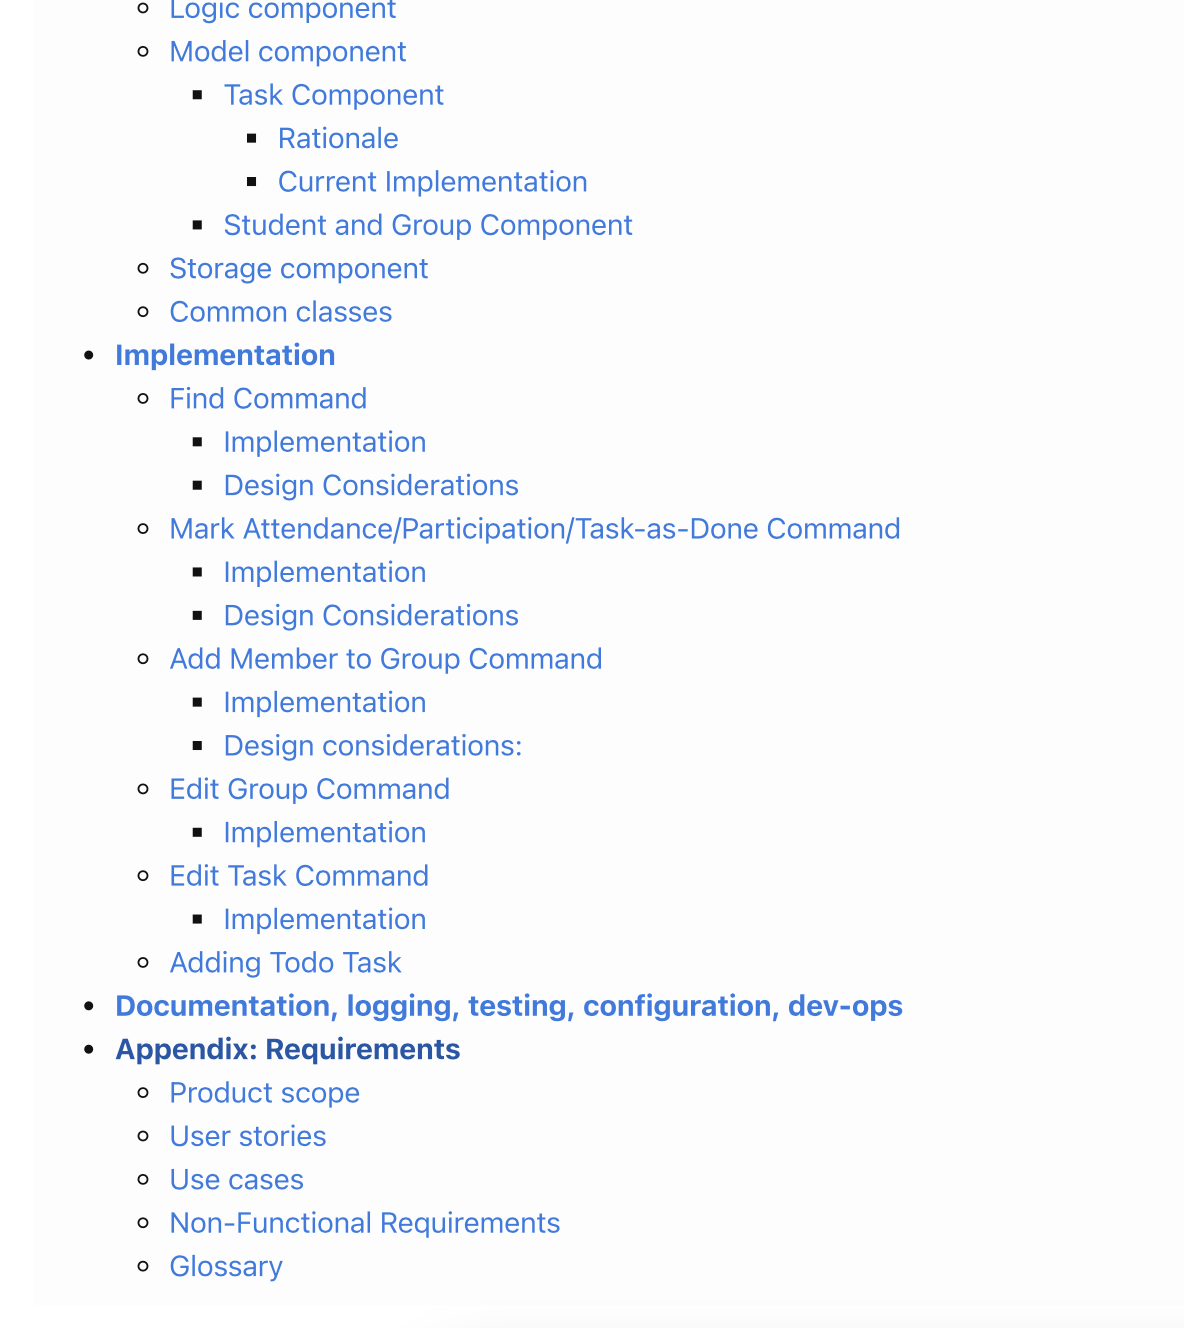 Logic component
Model component
Task Component
Rationale
Current Implementation
Student and Group Component
Storage component
Common classes
Implementation
Find Command
Implementation
Design Considerations
Mark Attendance/Participation/Task-as-Done Command
Implementation
Design Considerations
Add Member to Group Command
Implementation
Design considerations:
Edit Group Command
Implementation
Edit Task Command
Implementation
Adding Todo Task
Documentation, logging, testing, configuration, dev-ops
Appendix: Requirements
Product scope
User stories
Use cases
Non-Functional Requirements
Glossary